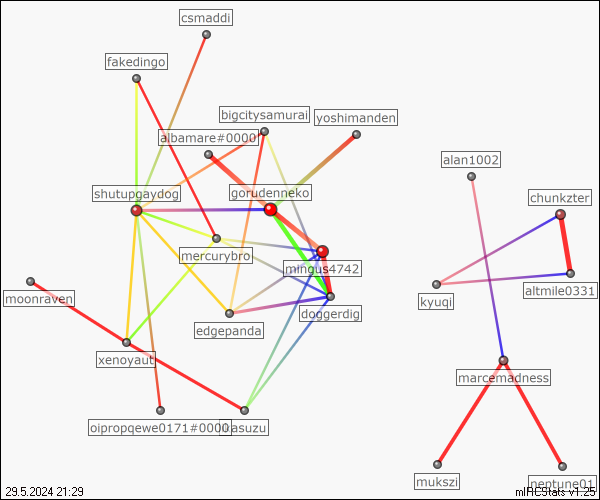 csmaddi
fakedingo
bigcitysamurai
yoshimanden
albamare#0000
alan1002
shutupgaydog
gorudenneko
chunkzter
mercurybro
mingus4742
moonraven
kyuqi
altmile0331
doggerdig
edgepanda
xenoyaut
marcemadness
oipropqewe0171#0000
kasuzu
mukszi
neptune01
29.5.2024 21:29
mIRCStats v1.25